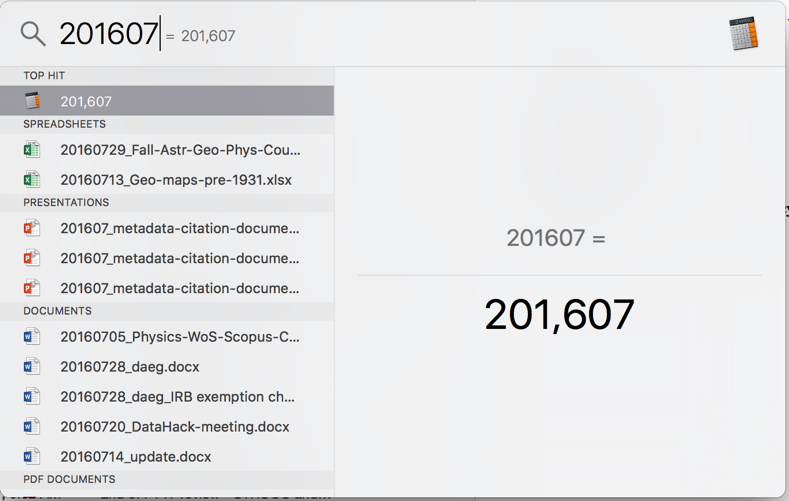 201607 = 201,607
TOP HIT
201,607
SPREADSHEETS
20160729_Fall-Astr-Geo-Phys-Cou...
20160713_Geo-maps-pre-1931.xlsx
PRESENTATIONS
201607_metadata-citation-docume...
201607_metadata-citation-docume...
201607_metadata-citation-docume...
DOCUMENTS
20160705_Physics-WoS-Scopus-C...
20160728_daeg.docx
20160728_daeg_IRB exemption ch...
20160720_DataHack-meeting.docx
20160714_update.docx
PDF DOCUMENTS
201607 =
201,607